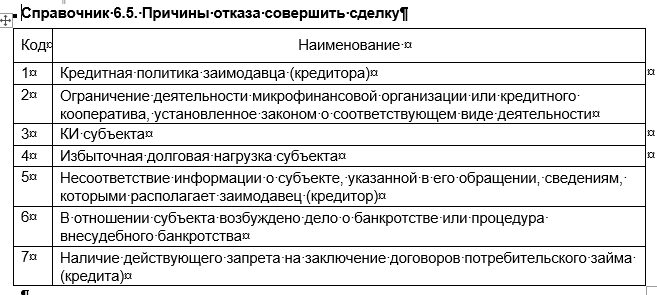 Справочник 6.5. Причины отказа совершить сделку¶
Код¤ Наименование ¤
1¤ Кредитная политика заимодавца (кредитора)¤ ¤
2¤ Ограничение деятельности микрофинансовой организации или кредитного
кооператива, установленное законом о соответствующем виде деятельности¤
3¤ КИ субъекта¤ ¤
4¤ Избыточная долговая нагрузка субъекта¤ ¤
5¤ Несоответствие информации о субъекте, указанной в его обращении, сведениям,
которыми располагает заимодавец (кредитор)¤
6¤ В отношении субъекта возбуждено дело о банкротстве или процедура
внесудебного банкротства¤
7¤ Наличие действующего запрета на заключение договоров потребительского займа
(кредита)¤
¶